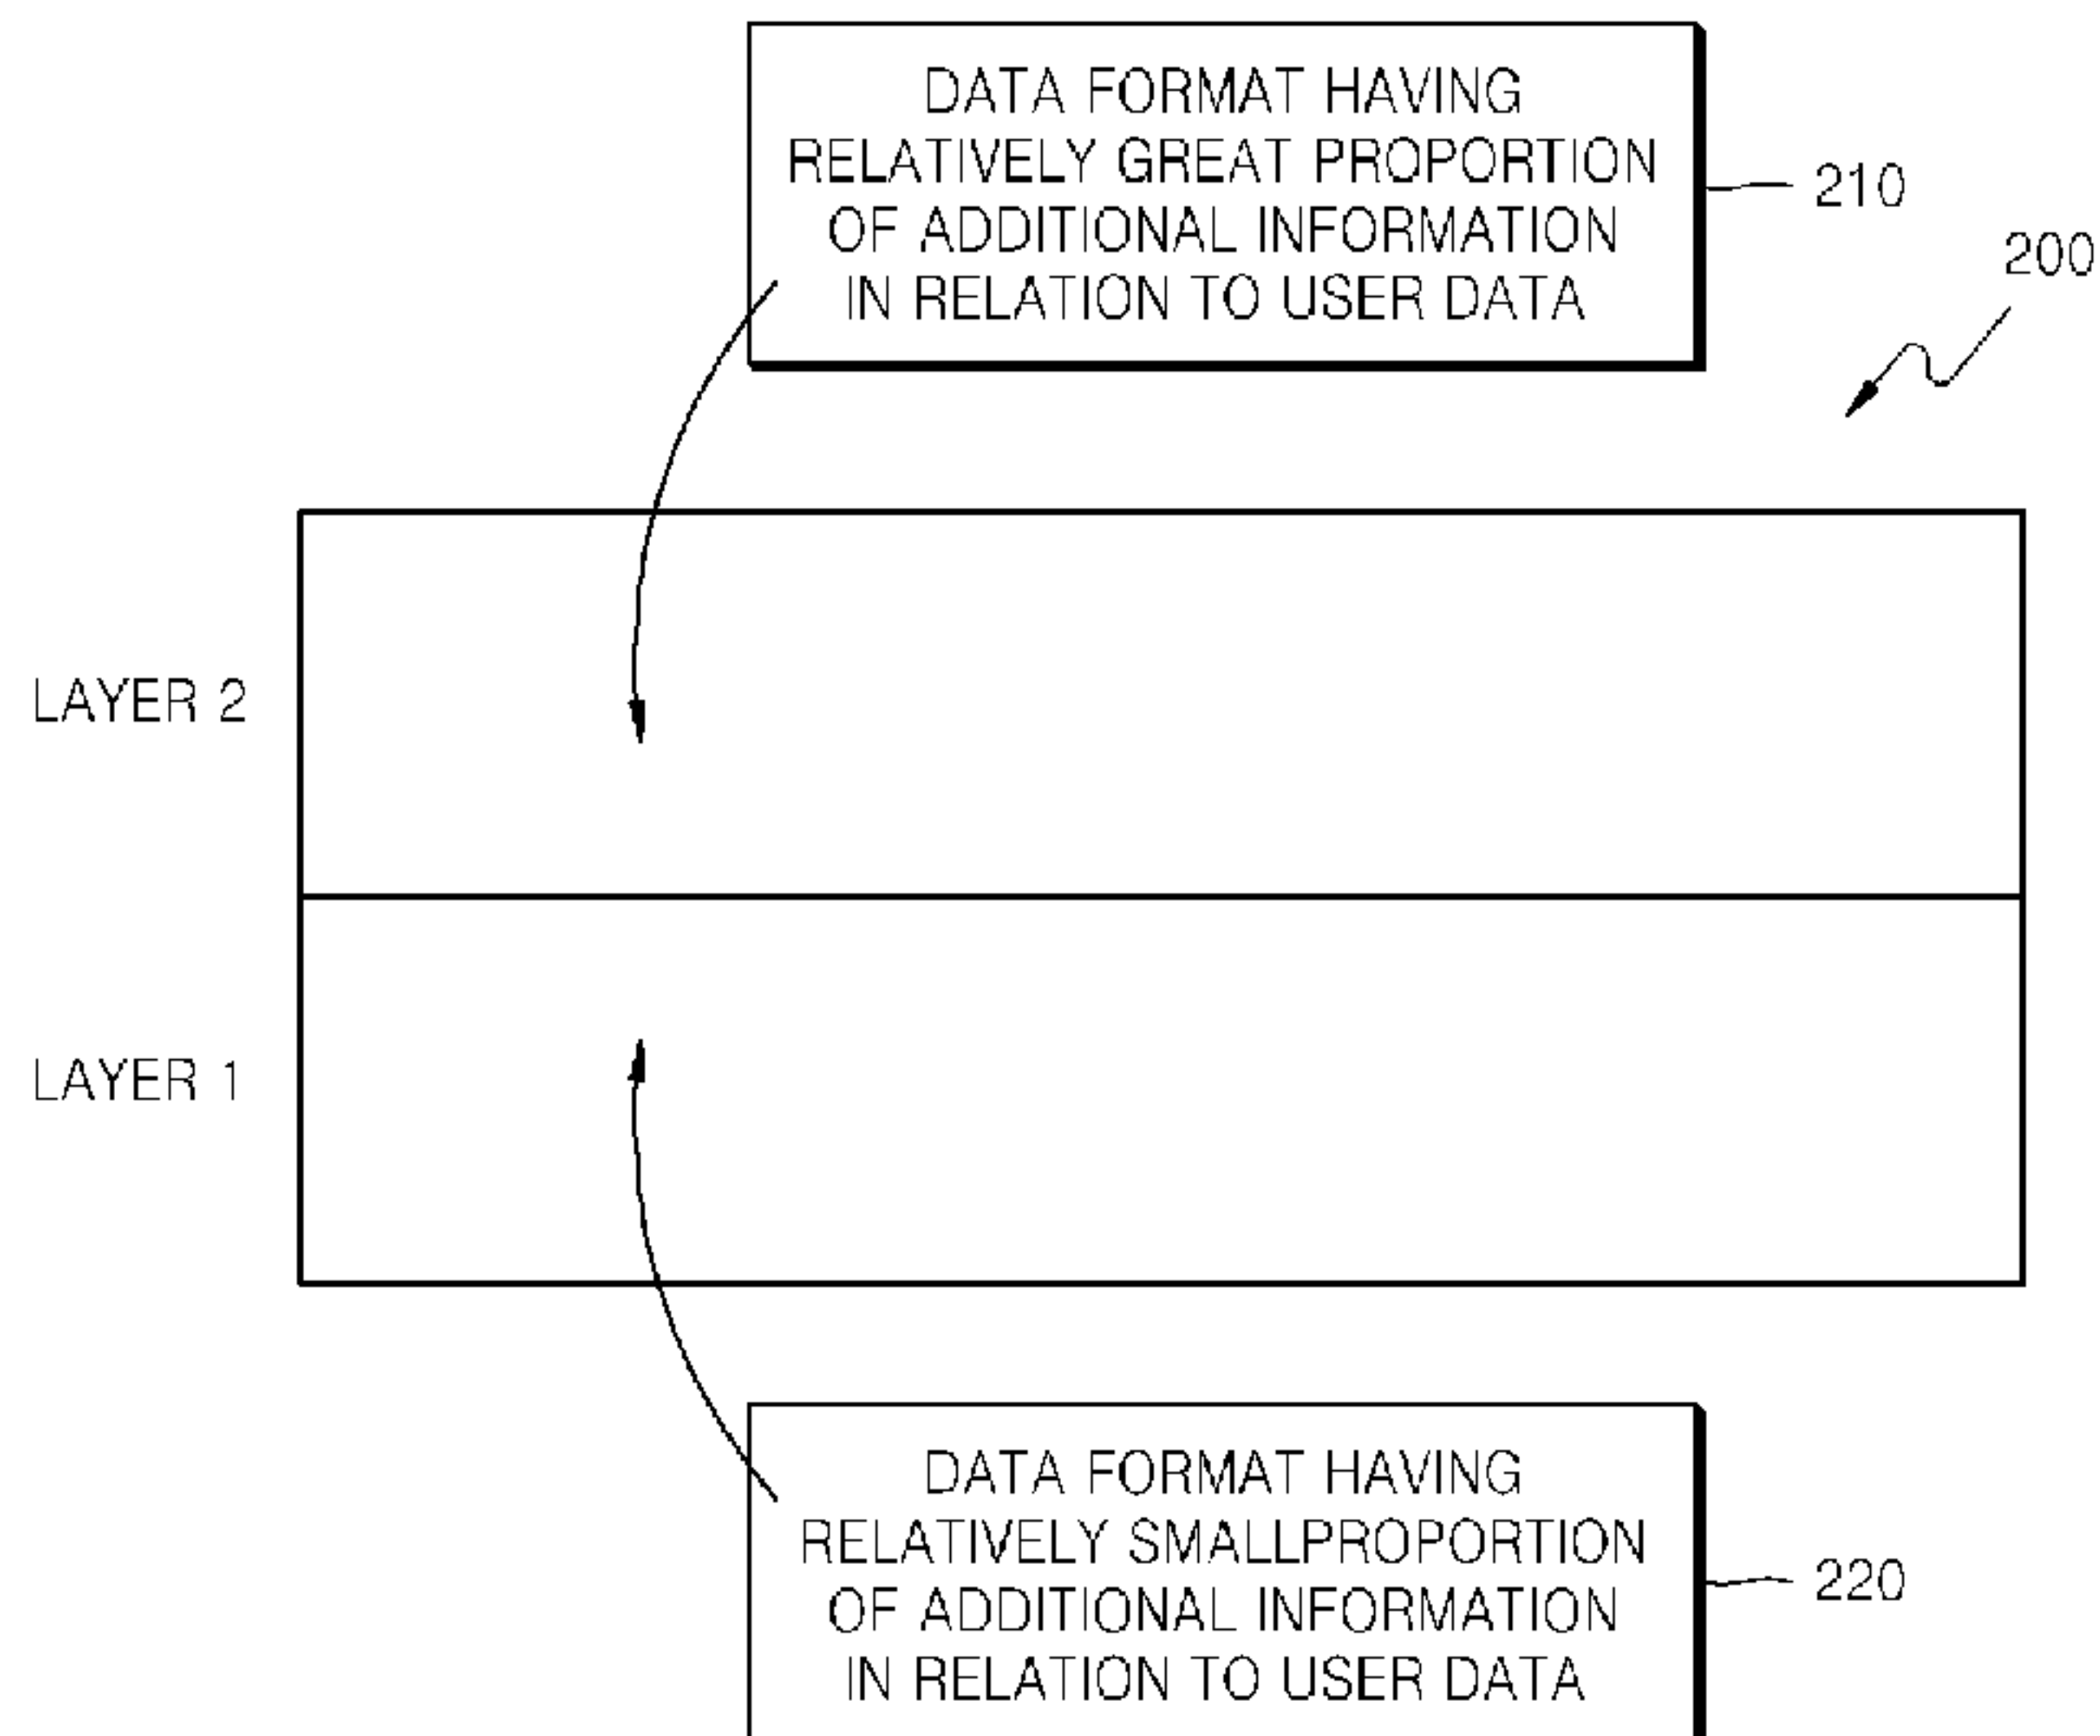 DATA FORMAT HAVING
RELATIVELY GREAT PROPORTION
OF ADDITIONAL INFORMATION
IN RELATION TO USER DATA
210
200
LAYER 2
LAYER 1
DATA FORMAT HAVING
RELATIVELY SMALLPROPORTION
OF ADDITIONAL INFORMATION
IN RELATION TO USER DATA
220